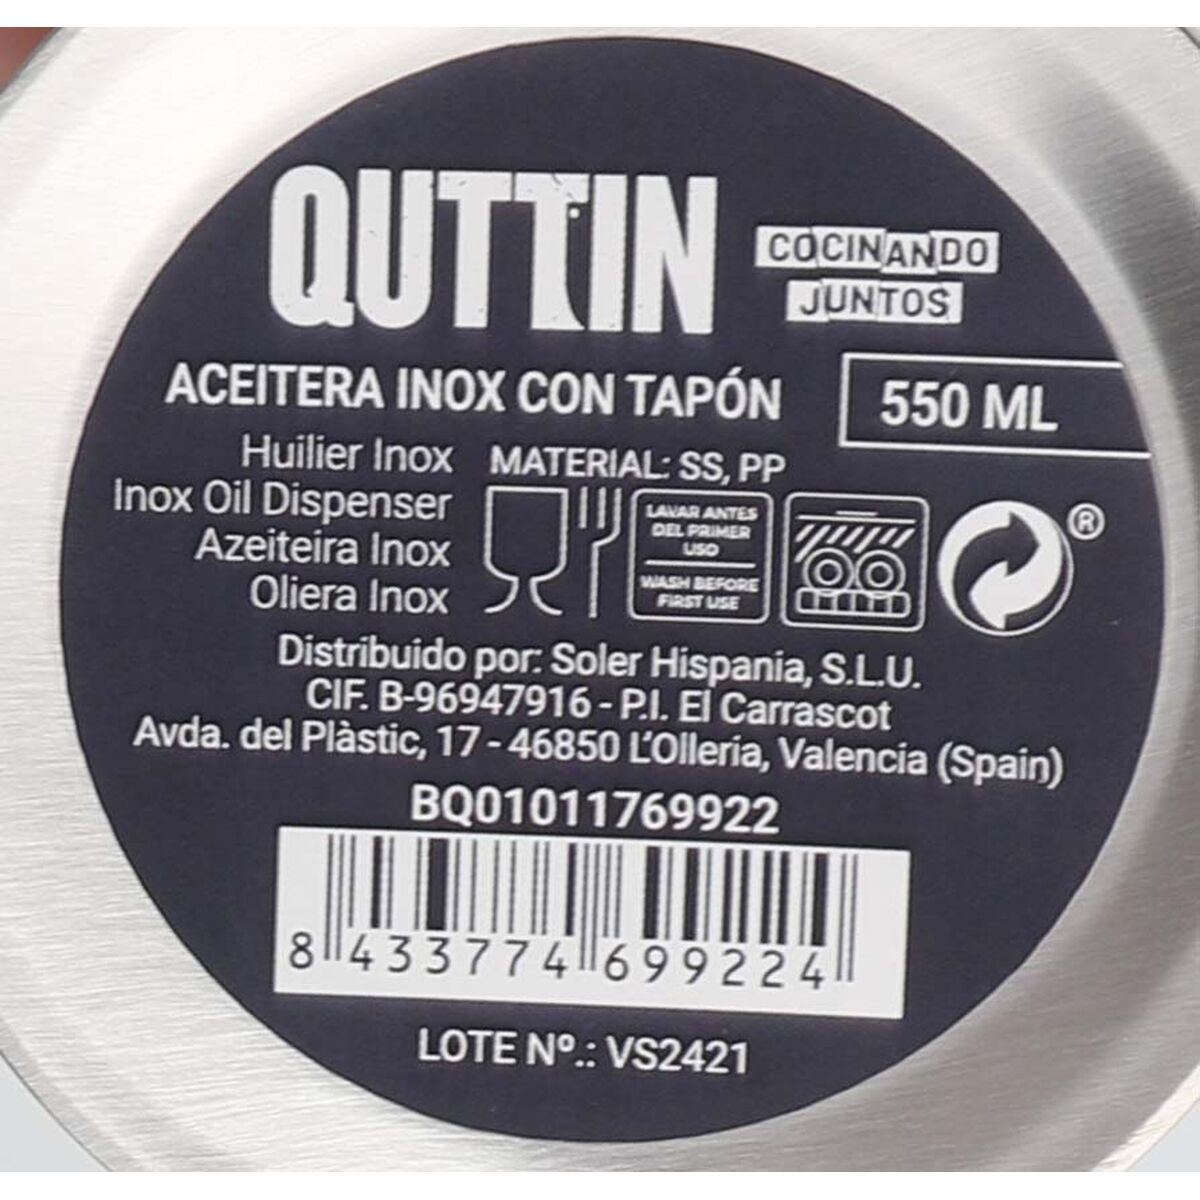 QUTTIN
COCINANDO
JUNTOS
ACEITERA INOX CON TAPÓN
550 ML
Huilier Inox
Inox Oil Dispenser
Azeiteira Inox
Oliera Inox
MATERIAL: SS, PP
LAVAR ANTES
DEL PRIMER
USO
WASH BEFORE
FIRST USE
®
Distribuido por: Soler Hispania, S.L.U.
CIF. B-96947916 - P.I. El Carrascot
Avda. del Plàstic, 17 - 46850 L'Olleria, Valencia (Spain)
BQ01011769922
8 433774 699224
LOTE Nº.: VS2421